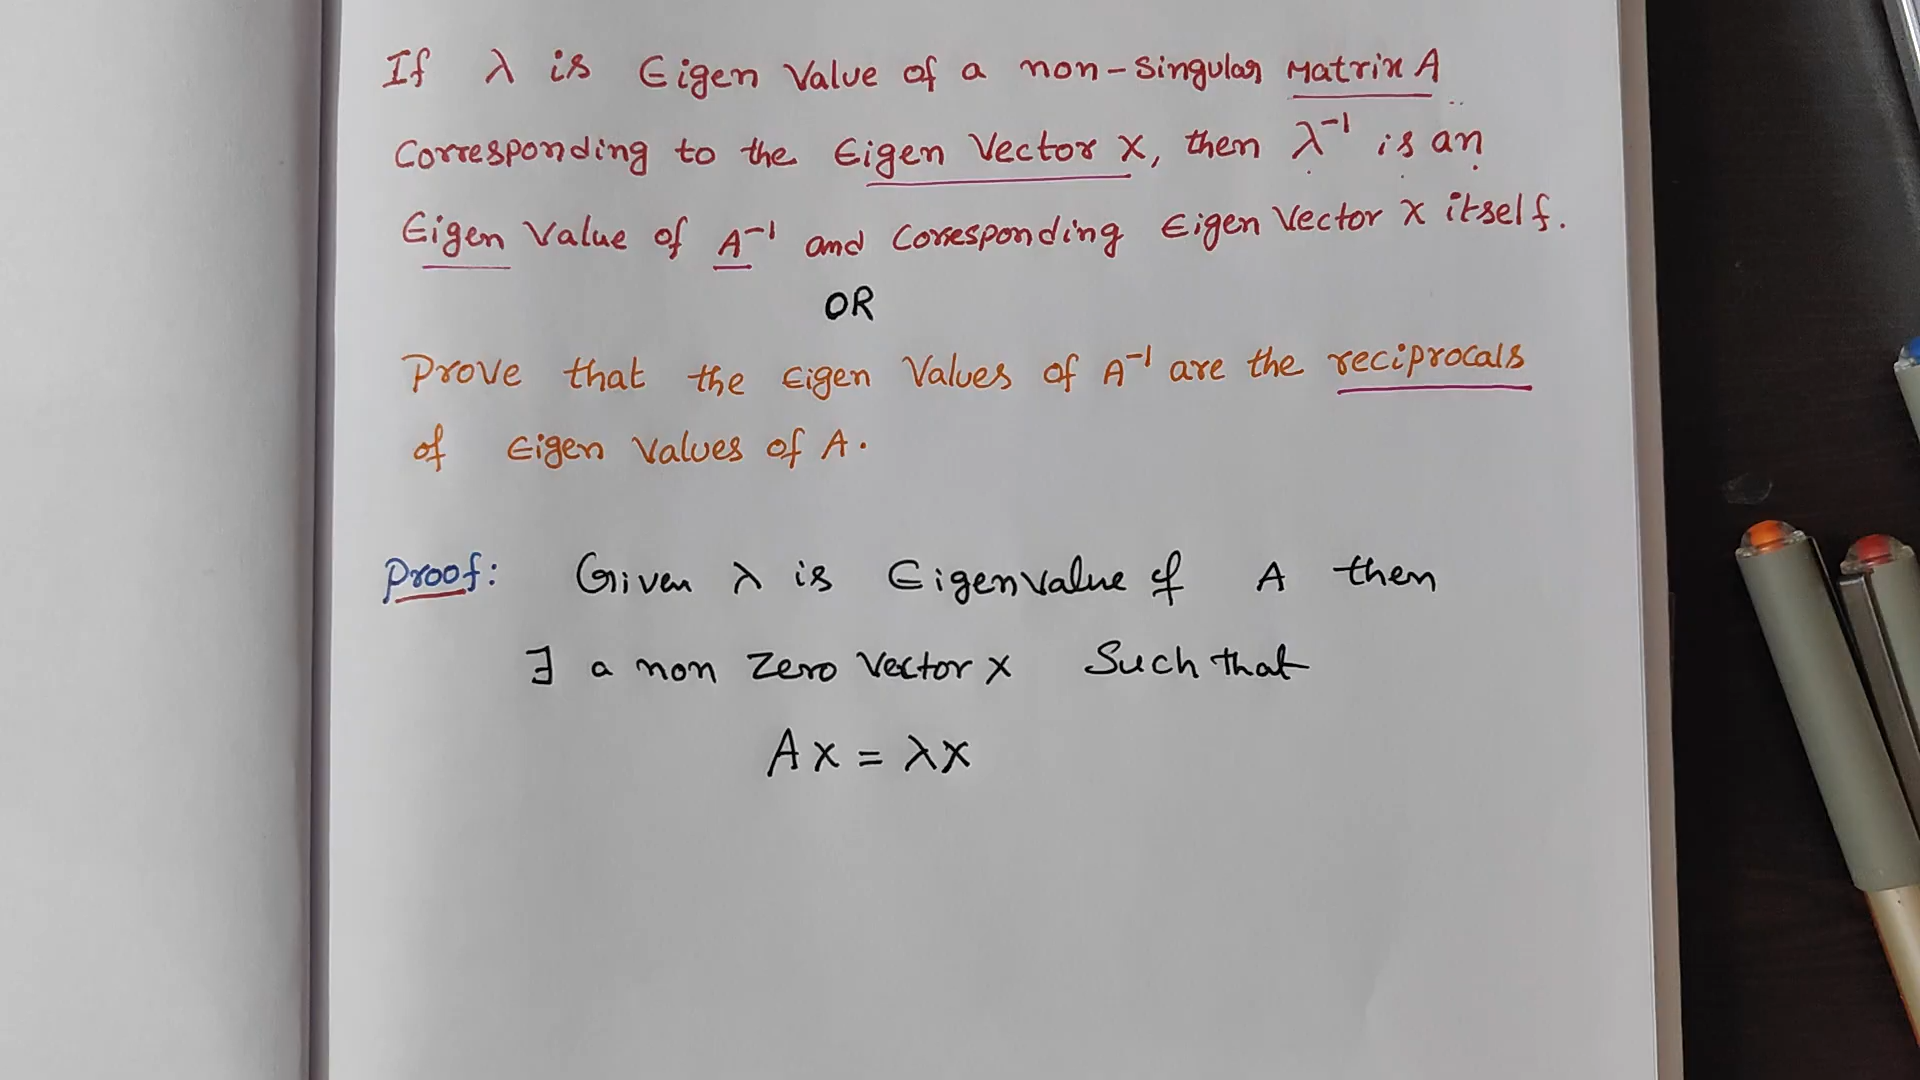 If λ is Eigen Value of a non-singular Matrix A
Corresponding to the Eigen Vector X, then λ⁻¹ is an
Eigen Value of A⁻¹ and Corresponding Eigen Vector X itself.
OR
Prove that the Eigen Values of A⁻¹ are the reciprocals
of Eigen Values of A.
Proof: Given λ is Eigenvalue of A then
∃ a non zero Vector X Such that
AX = λX